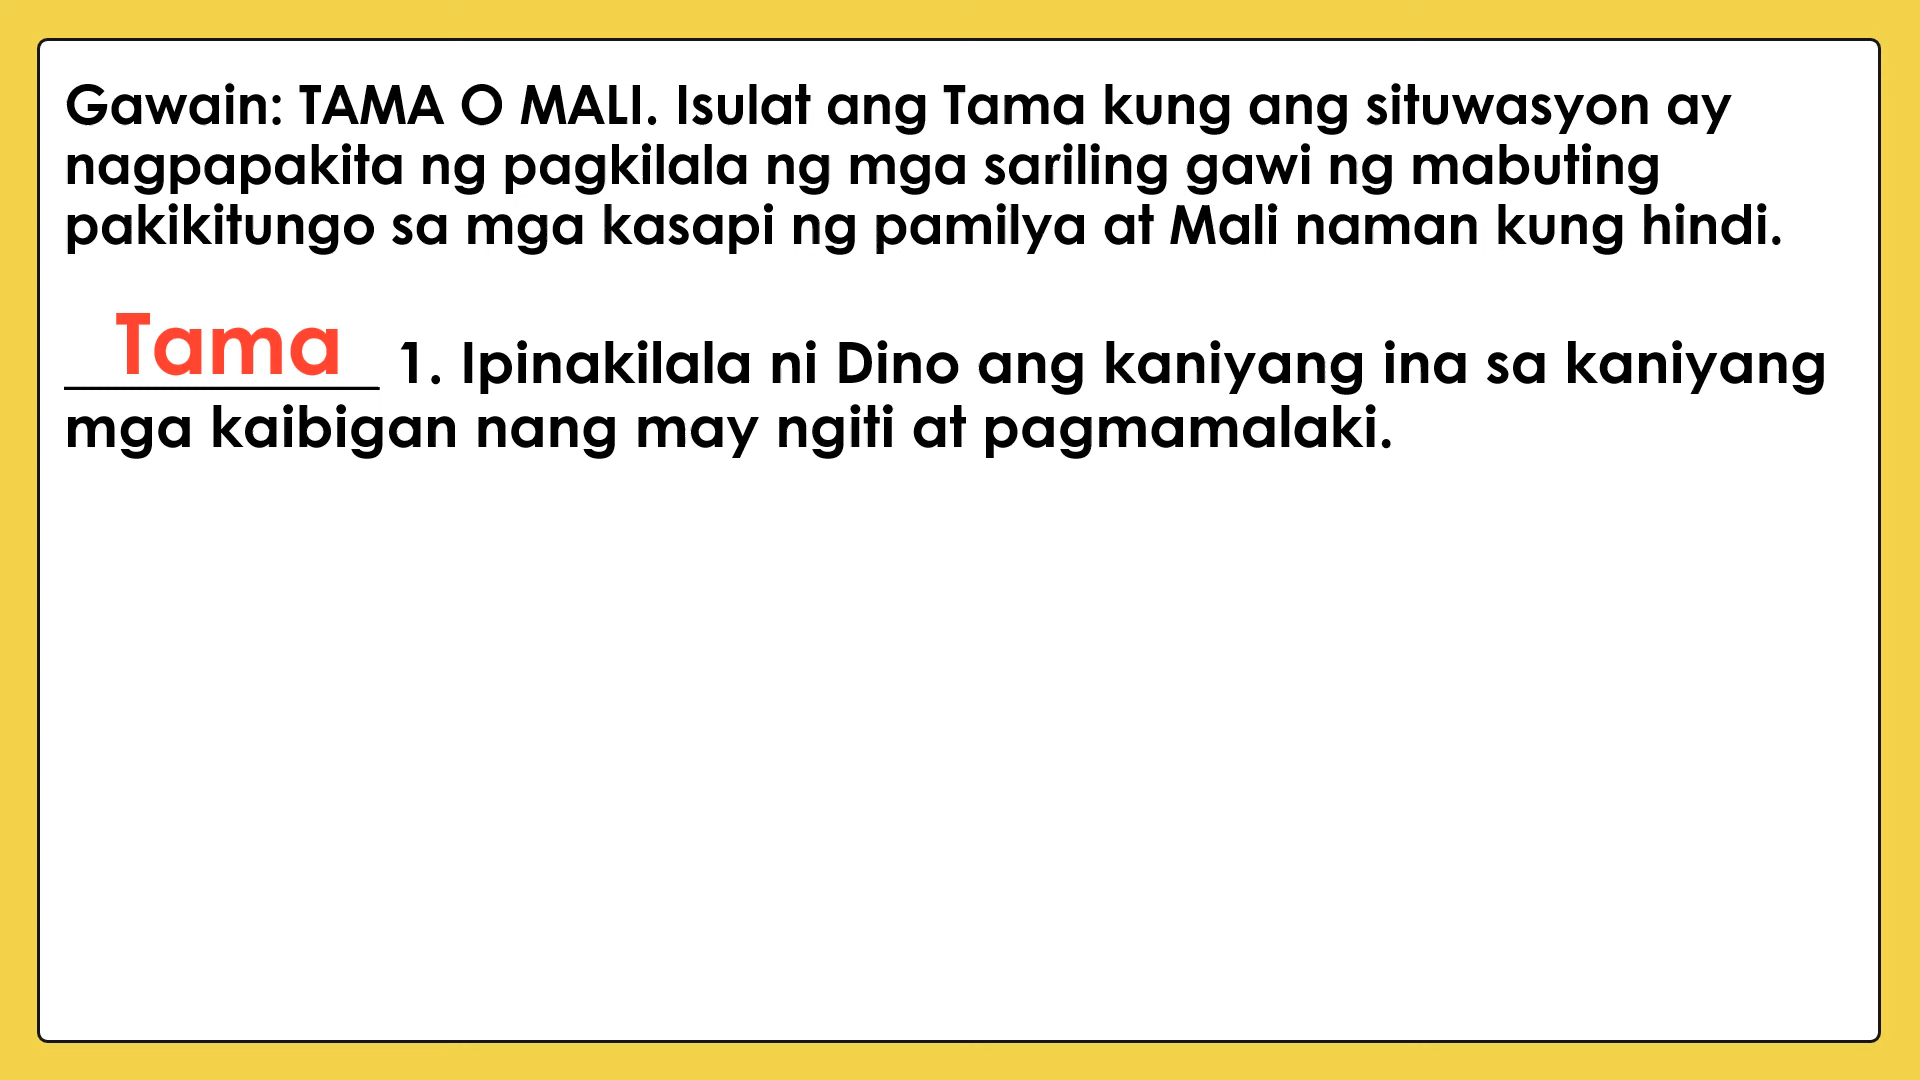 Gawain: TAMA O MALI. Isulat ang Tama kung ang situwasyon ay
nagpapakita ng pagkilala ng mga sariling gawi ng mabuting
pakikitungo sa mga kasapi ng pamilya at Mali naman kung hindi.
Tama 1. Ipinakilala ni Dino ang kaniyang ina sa kaniyang
mga kaibigan nang may ngiti at pagmamalaki.